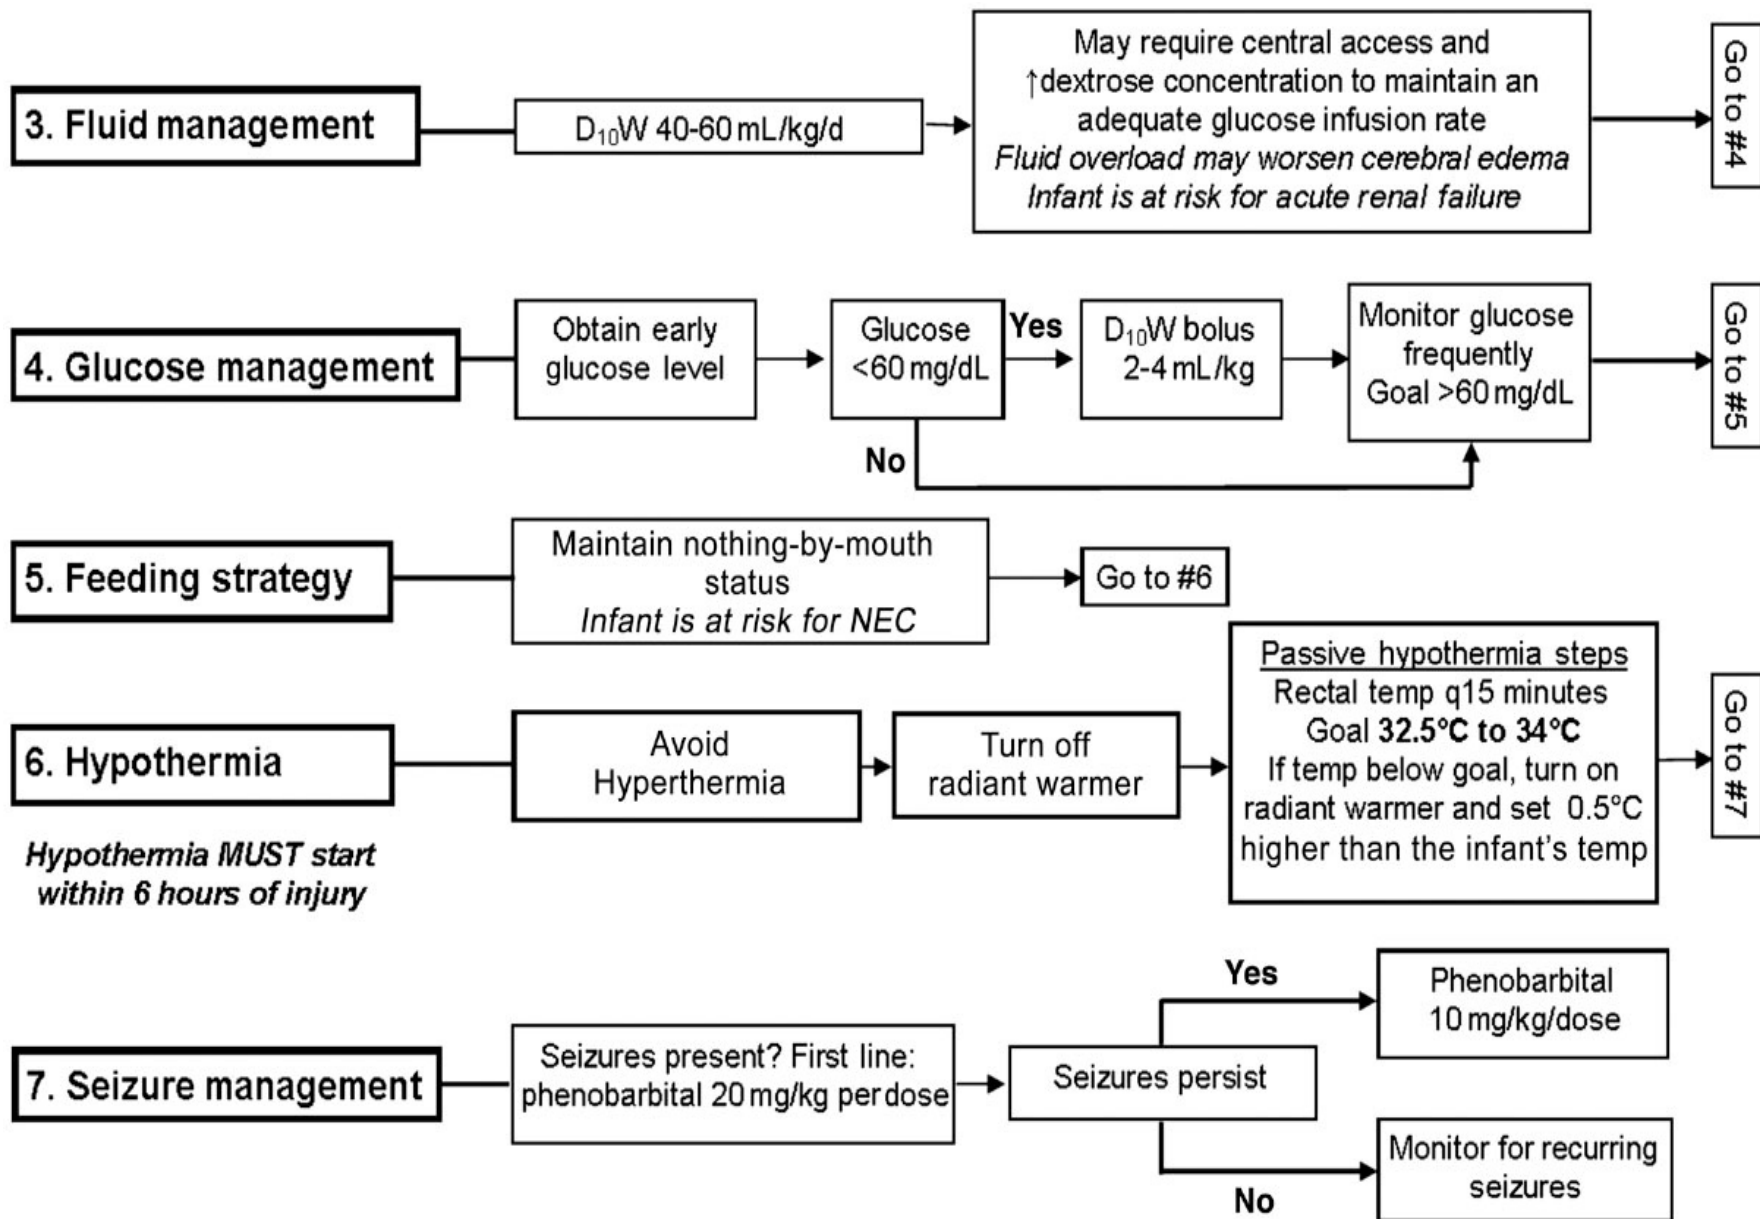 3. Fluid management
D₁₀W 40-60 mL/kg/d
May require central access and
↑dextrose concentration to maintain an
adequate glucose infusion rate
Fluid overload may worsen cerebral edema
Infant is at risk for acute renal failure
Go to #4
4. Glucose management
Obtain early
glucose level
Glucose
<60 mg/dL
Yes
No
D₁₀W bolus
2-4 mL/kg
Monitor glucose
frequently
Goal >60 mg/dL
Go to #5
5. Feeding strategy
Maintain nothing-by-mouth
status
Infant is at risk for NEC
Go to #6
6. Hypothermia
Hypothermia MUST start
within 6 hours of injury
Avoid
Hyperthermia
Turn off
radiant warmer
Passive hypothermia steps
Rectal temp q15 minutes
Goal 32.5°C to 34°C
If temp below goal, turn on
radiant warmer and set 0.5°C
higher than the infant's temp
Go to #7
7. Seizure management
Seizures present? First line:
phenobarbital 20 mg/kg per dose
Seizures persist
Yes
Phenobarbital
10 mg/kg/dose
No
Monitor for recurring
seizures